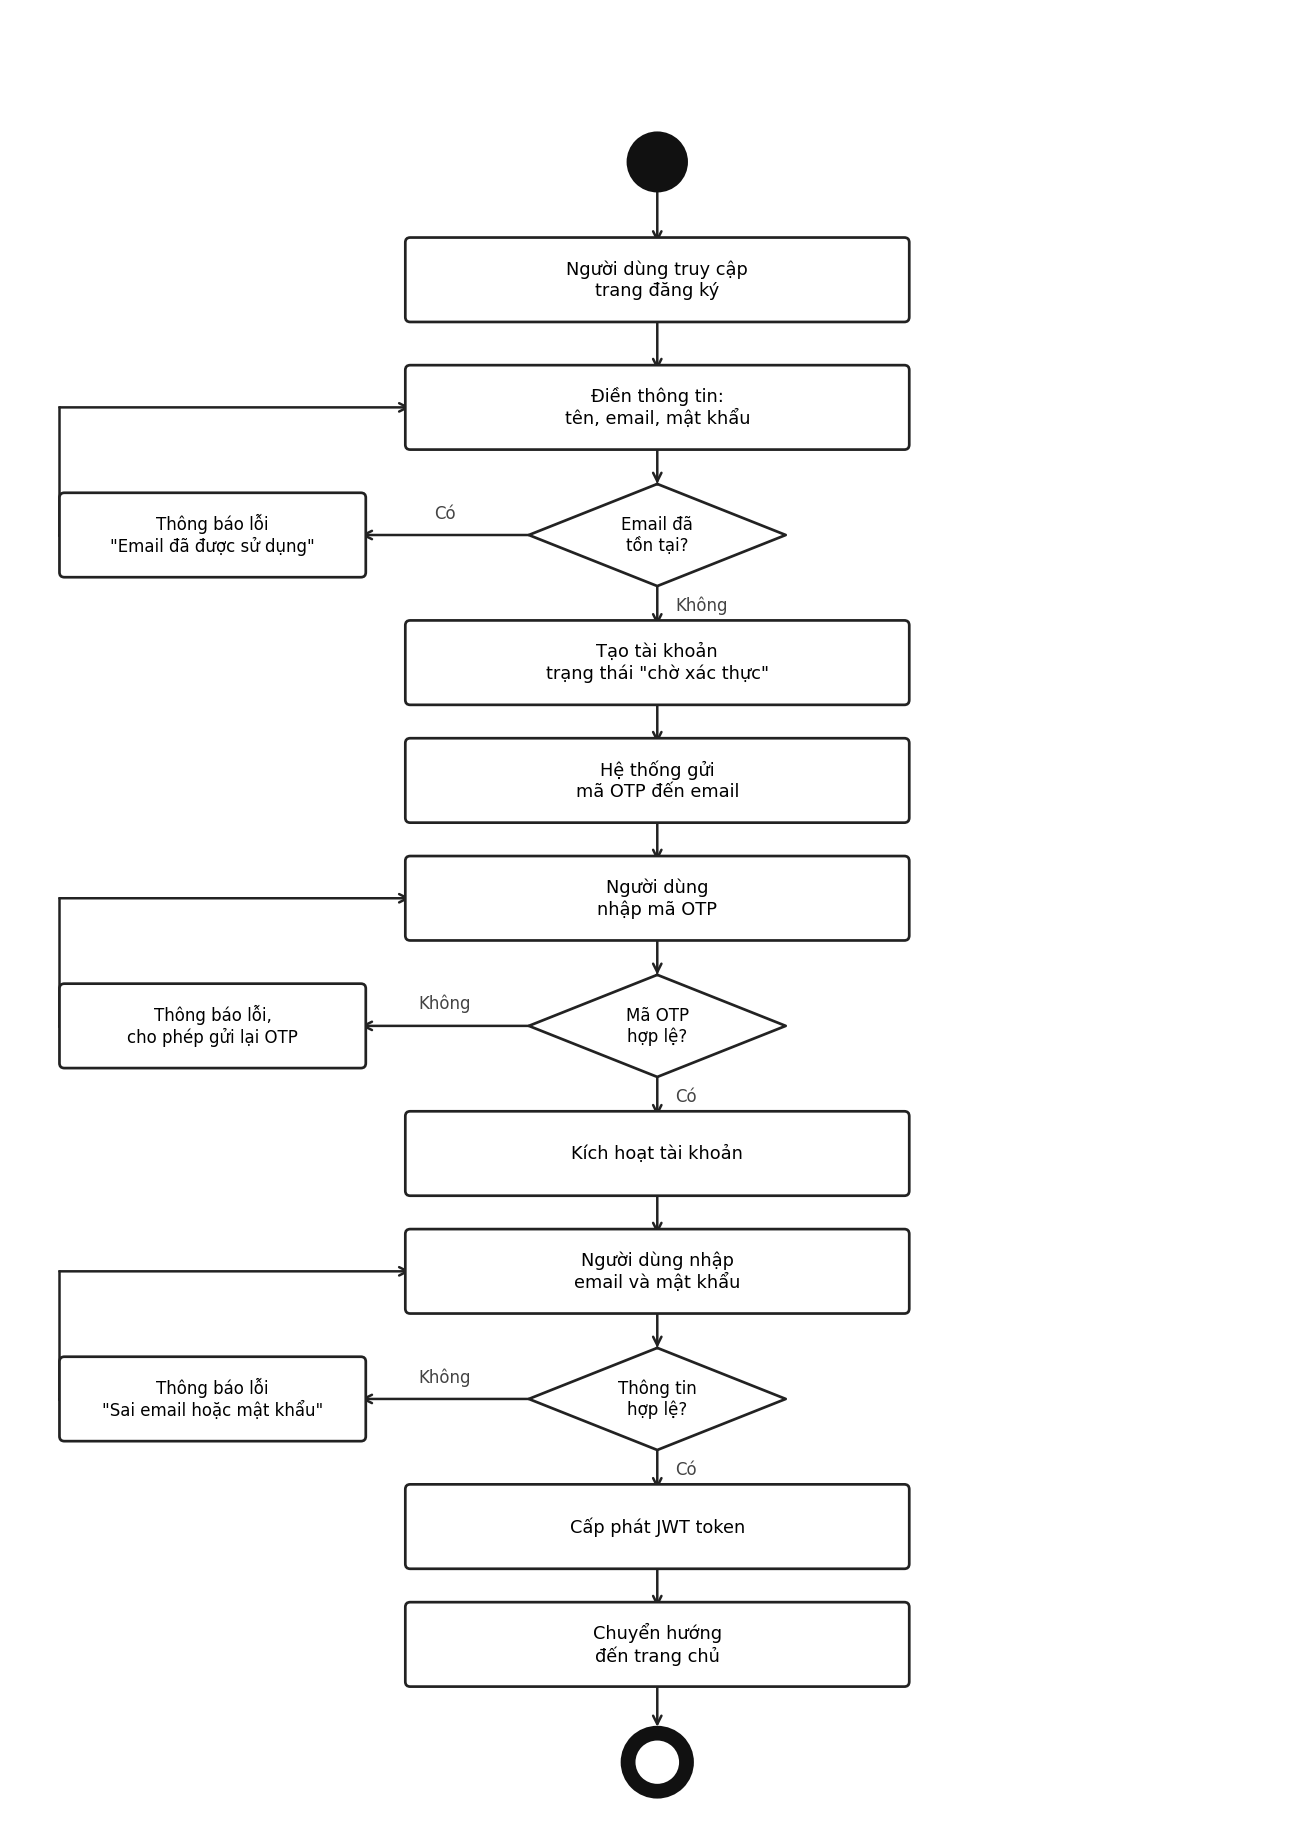 Người dùng truy cập
trang đăng ký
Điền thông tin:
tên, email, mật khẩu
Có
Email đã
tồn tại?
Thông báo lỗi
"Email đã được sử dụng"
Không
Tạo tài khoản
trạng thái "chờ xác thực"
Hệ thống gửi
mã OTP đến email
Người dùng
nhập mã OTP
Không
Mã OTP
hợp lệ?
Thông báo lỗi,
cho phép gửi lại OTP
Có
Kích hoạt tài khoản
Người dùng nhập
email và mật khẩu
Không
Thông tin
hợp lệ?
Thông báo lỗi
"Sai email hoặc mật khẩu"
Có
Cấp phát JWT token
Chuyển hướng
đến trang chủ